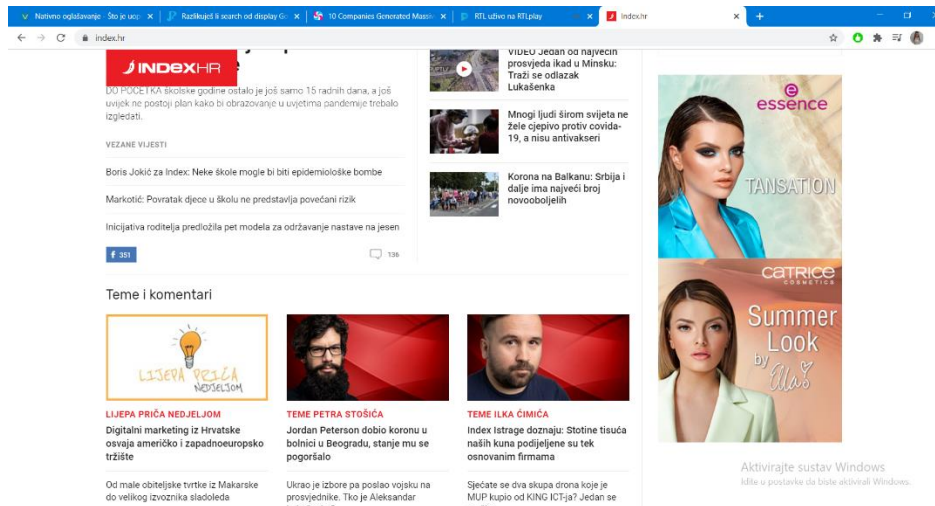 Nativno oglašavanje - Što je uop
Razlikuješ li search od display Go
10 Companies Generated Massiv
RTL uživo na RTLplay
Index.hr
index.hr
INDEXHR
DO POČETKA školske godine ostalo je još samo 15 radnih dana, a još
uvijek ne postoji plan kako bi obrazovanje u uvjetima pandemije trebalo
izgledati.
VEZANE VIJESTI
Boris Jokić za Index: Neke škole mogle bi biti epidemiološke bombe
Markotić: Povratak djece u školu ne predstavlja povećani rizik
Inicijativa roditelja predložila pet modela za održavanje nastave na jesen
f 351
136
VIDEO Jedan od najvećih
prosvjeda ikad u Minsku:
Traži se odlazak
Lukašenka
Mnogi ljudi širom svijeta ne
žele cjepivo protiv covida-
19, a nisu antivakseri
Korona na Balkanu: Srbija i
dalje ima najveći broj
novooboljelih
essence
TANSATION
CATRICE
COSMETICS
Summer
Look
by
Teme i komentari
LIJEPA PRIČA
NEDJELJOM
LIJEPA PRIČA NEDJELJOM
Digitalni marketing iz Hrvatske
osvaja američko i zapadnoeuropsko
tržište
Od male obiteljske tvrtke iz Makarske
do velikog izvoznika sladoleda
TEME PETRA STOŠIĆA
Jordan Peterson dobio koronu u
bolnici u Beogradu, stanje mu se
pogoršalo
Ukrao je izbore pa poslao vojsku na
prosvjednike. Tko je Aleksandar
TEME ILKA ĆIMIĆA
Index Istrage doznaju: Stotine tisuća
naših kuna podijeljene su tek
osnovanim firmama
Sjećate se dva skupa drona koje je
MUP kupio od KING ICT-ja? Jedan se
Aktivirajte sustav Windows
Idite u postavke da biste aktivirali Windows.